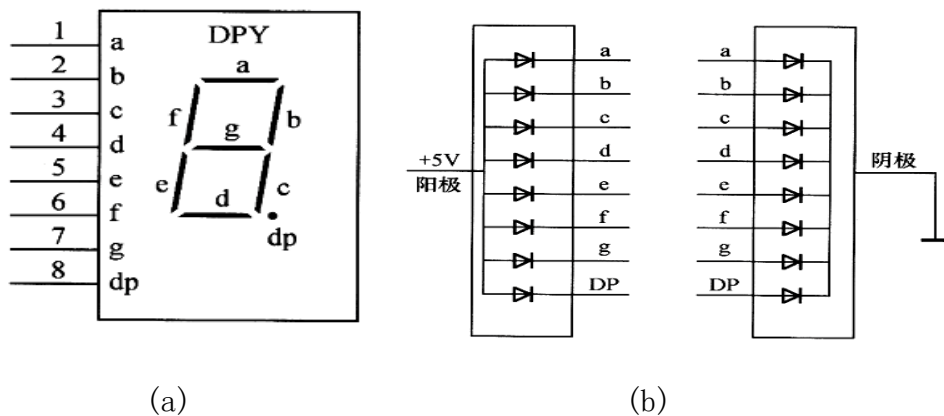 DPY
1 a
2 b
3 c
4 d
5 e
6 f
7 g
8 dp
a
f b
g
e c
d
dp
+5V
阳极
a
b
c
d
e
f
g
DP
a
b
c
d
e
f
g
DP
阴极
(a)
(b)